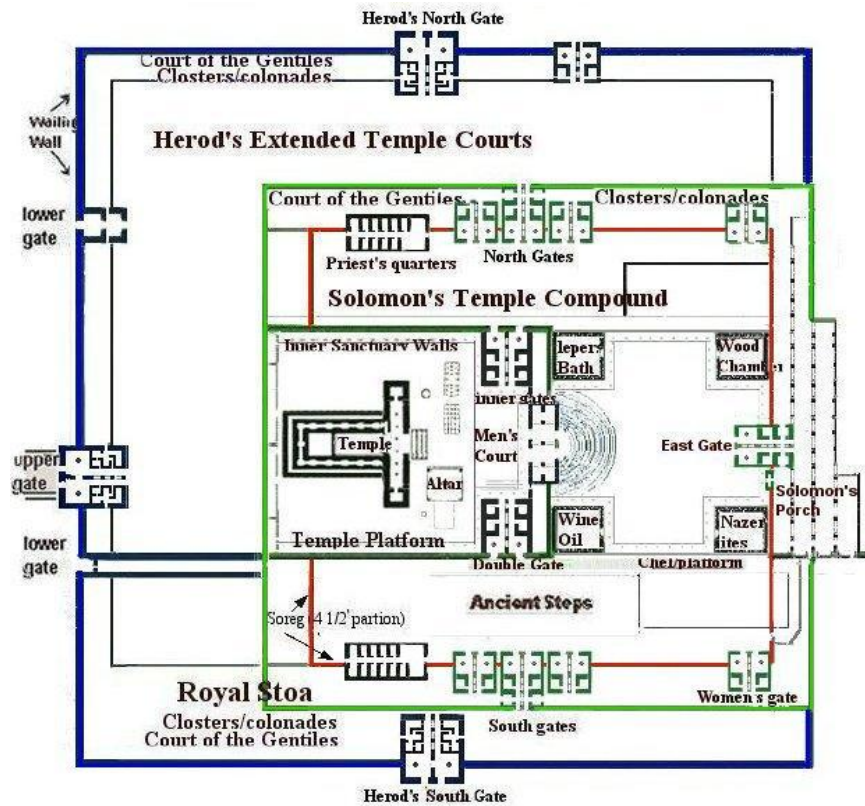 Herod's North Gate
Court of the Gentiles
Closters/colonades
Wailing
Wall
Herod's Extended Temple Courts
lower
gate
Court of the Gentiles
Closters/colonades
Priest's quarters
North Gates
Solomon's Temple Compound
Inner Sanctuary Walls
lepers
Bath
Wood
Chamber
inner gates
Temple
Men's
Court
East Gate
upper
gate
Altar
Solomon's
Porch
Wine
Oil
Nazer
ites
Temple Platform
lower
gate
Double Gate
Chel/platform
Ancient Steps
Soreg (4 1/2' partion)
Royal Stoa
Women's gate
South gates
Closters/colonades
Court of the Gentiles
Herod's South Gate